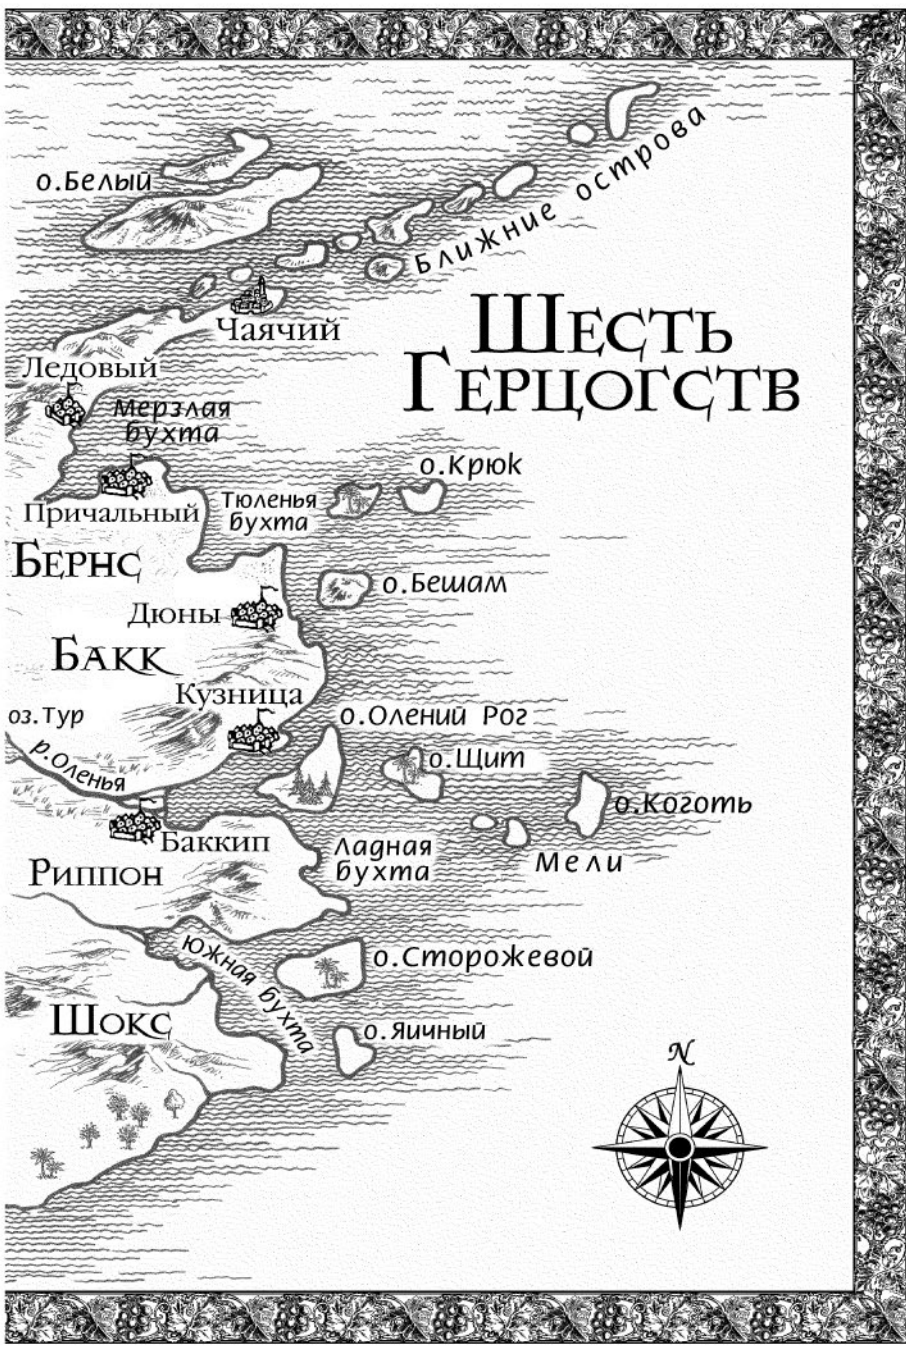 о.Белый
Ближние острова
Чаячий
Шесть
Герцогств
Ледовый
Мерзлая
бухта
о.Крюк
Причальный
Тюленья
бухта
Бернс
о.Бешам
Дюны
Бакк
Кузница
оз.Тур
о.Олений Рог
р.Оленья
о.Щит
о.Коготь
Баккип
Ладная
бухта
Мели
Риппон
Южная бухта
о.Сторожевой
Шокс
о.Яичный
N